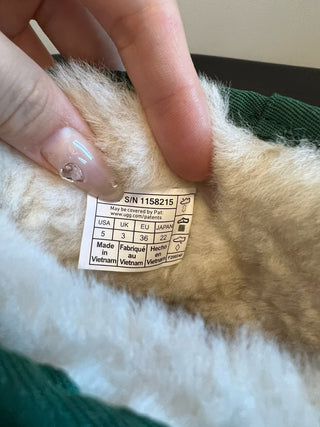 S/N 1158215
May be covered by Pat.
www.ugg.com/patents
USA UK EU JAPAN
5 3 36 22
Made in Vietnam Fabriqué au Vietnam Hecho en Vietnam